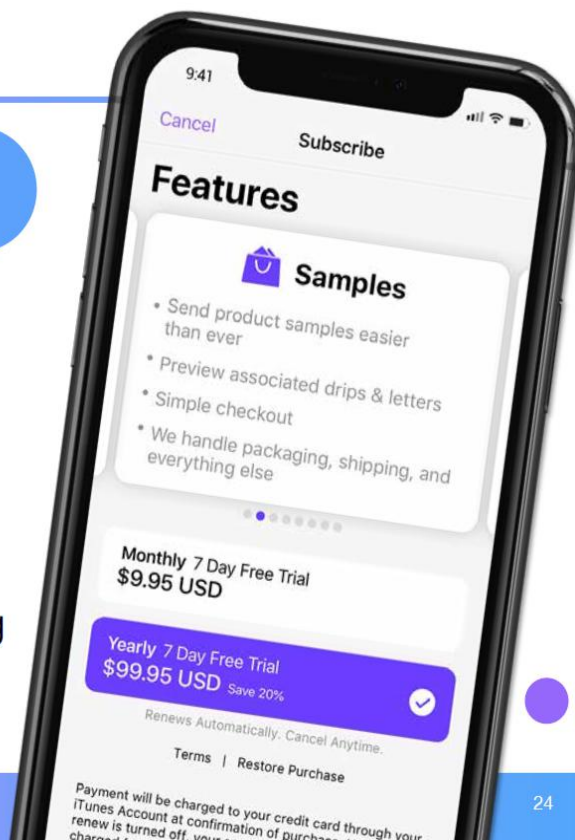 9:41
Cancel
Subscribe
Features
Samples
• Send product samples easier
than ever
• Preview associated drips & letters
• Simple checkout
• We handle packaging, shipping, and
everything else
Monthly 7 Day Free Trial
$9.95 USD
Yearly 7 Day Free Trial
$99.95 USD Save 20%
Renews Automatically. Cancel Anytime.
Terms | Restore Purchase
Payment will be charged to your credit card through your
iTunes Account at confirmation of purchase.
renew is turned off, your
24